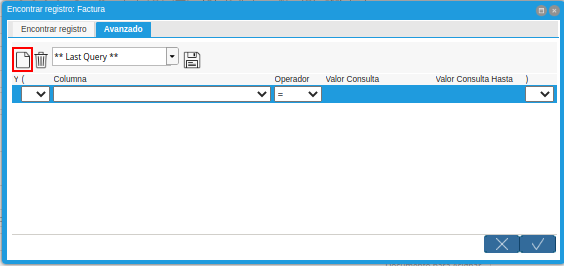 Encontrar registro: Factura
Encontrar registro Avanzado
** Last Query **
Y ( Columna Operador Valor Consulta Valor Consulta Hasta )
=